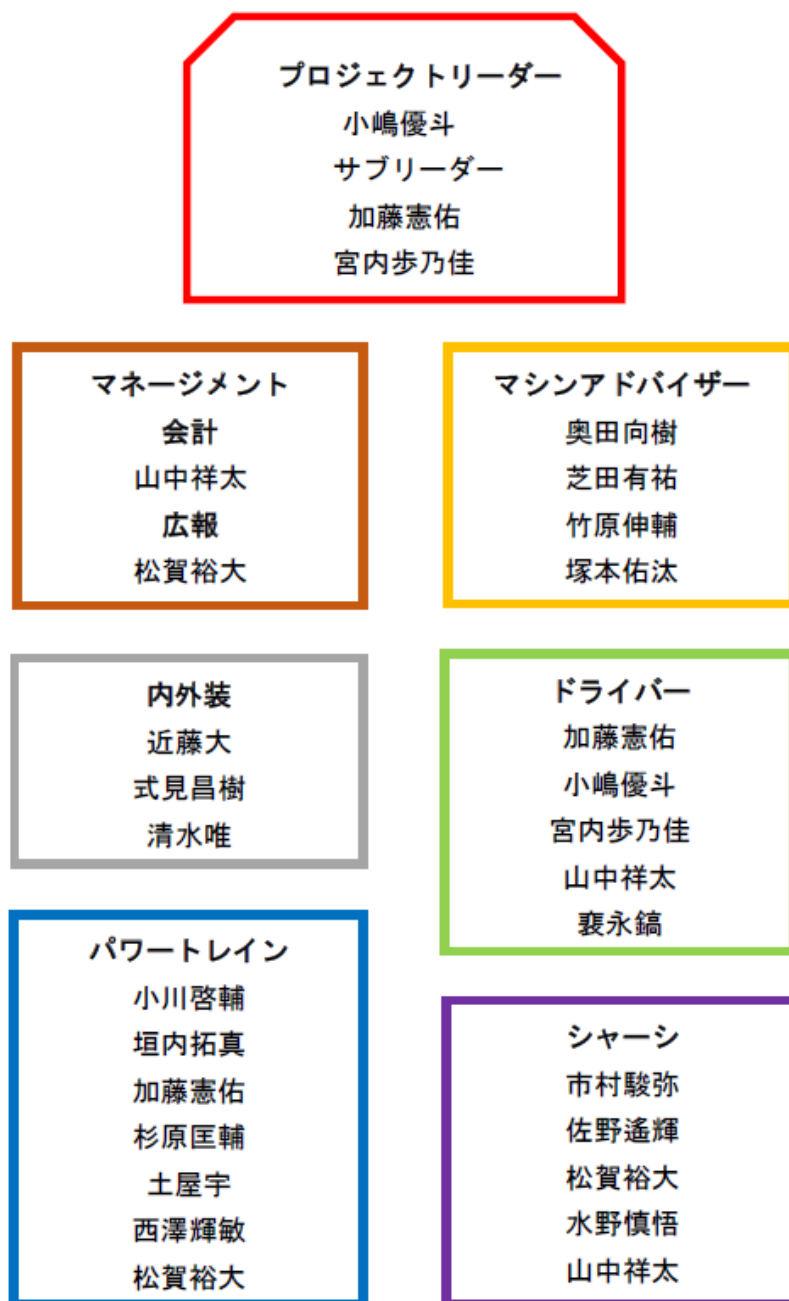 プロジェクトリーダー
小嶋優斗
サブリーダー
加藤憲佑
宮内歩乃佳
マネージメント
会計
山中祥太
広報
松賀裕大
マシンアドバイザー
奥田向樹
芝田有祐
竹原伸輔
塚本佑汰
内外装
近藤大
式見昌樹
清水唯
ドライバー
加藤憲佑
小嶋優斗
宮内歩乃佳
山中祥太
裵永鎬
パワートレイン
小川啓輔
垣内拓真
加藤憲佑
杉原匡輔
土屋宇
西澤輝敏
松賀裕大
シャーシ
市村駿弥
佐野遙輝
松賀裕大
水野慎悟
山中祥太